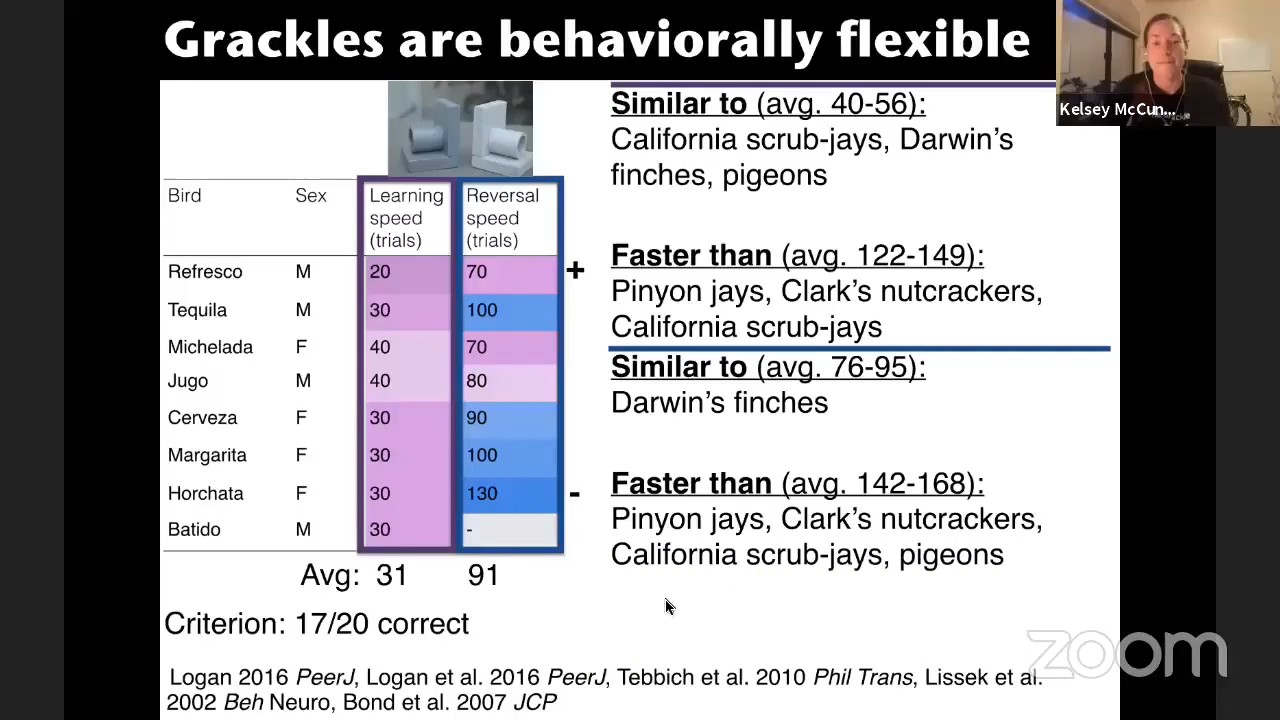 Grackles are behaviorally flexible
Kelsey McCun...
Bird Sex Learning speed (trials) Reversal speed (trials)
Refresco M 20 70 +
Tequila M 30 100
Michelada F 40 70
Jugo M 40 80
Cerveza F 30 90
Margarita F 30 100
Horchata F 30 130 -
Batido M 30 -
Avg: 31 91
Criterion: 17/20 correct
Similar to (avg. 40-56):
California scrub-jays, Darwin's
finches, pigeons
Faster than (avg. 122-149):
Pinyon jays, Clark's nutcrackers,
California scrub-jays
Similar to (avg. 76-95):
Darwin's finches
Faster than (avg. 142-168):
Pinyon jays, Clark's nutcrackers,
California scrub-jays, pigeons
Logan 2016 PeerJ, Logan et al. 2016 PeerJ, Tebbich et al. 2010 Phil Trans, Lissek et al.
2002 Beh Neuro, Bond et al. 2007 JCP
zoom